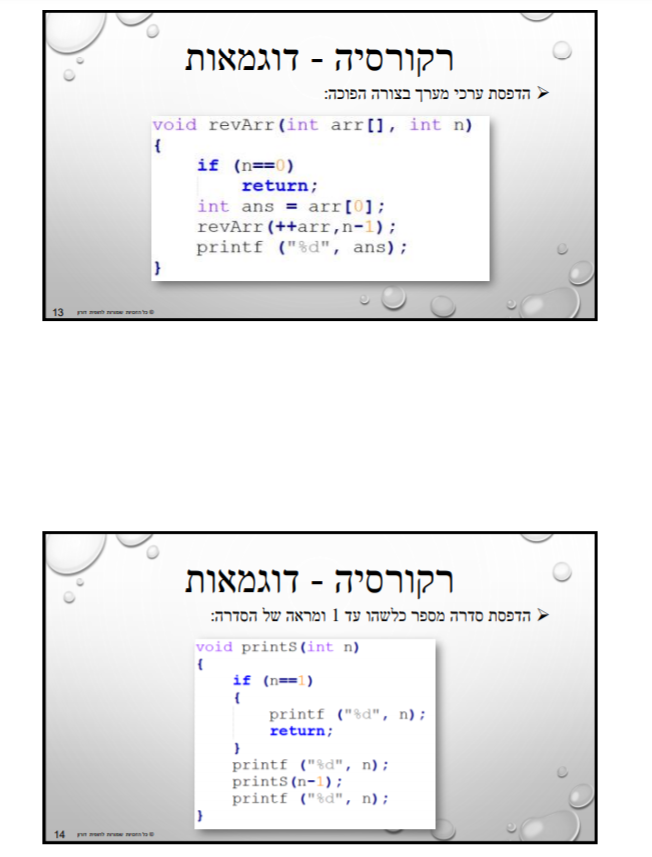 רקורסיה - דוגמאות
הדפסת ערכי מערך בצורה הפוכה:
void revArr(int arr[], int n)
{
if (n==0)
return;
int ans = arr[0];
revArr(++arr,n-1);
printf ("%d", ans);
}
13
רקורסיה - דוגמאות
הדפסת סדרה מספר כלשהו עד 1 ומראה של הסדרה:
void printS(int n)
{
if (n==1)
{
printf ("%d", n);
return;
}
printf ("%d", n);
printS(n-1);
printf ("%d", n);
}
14